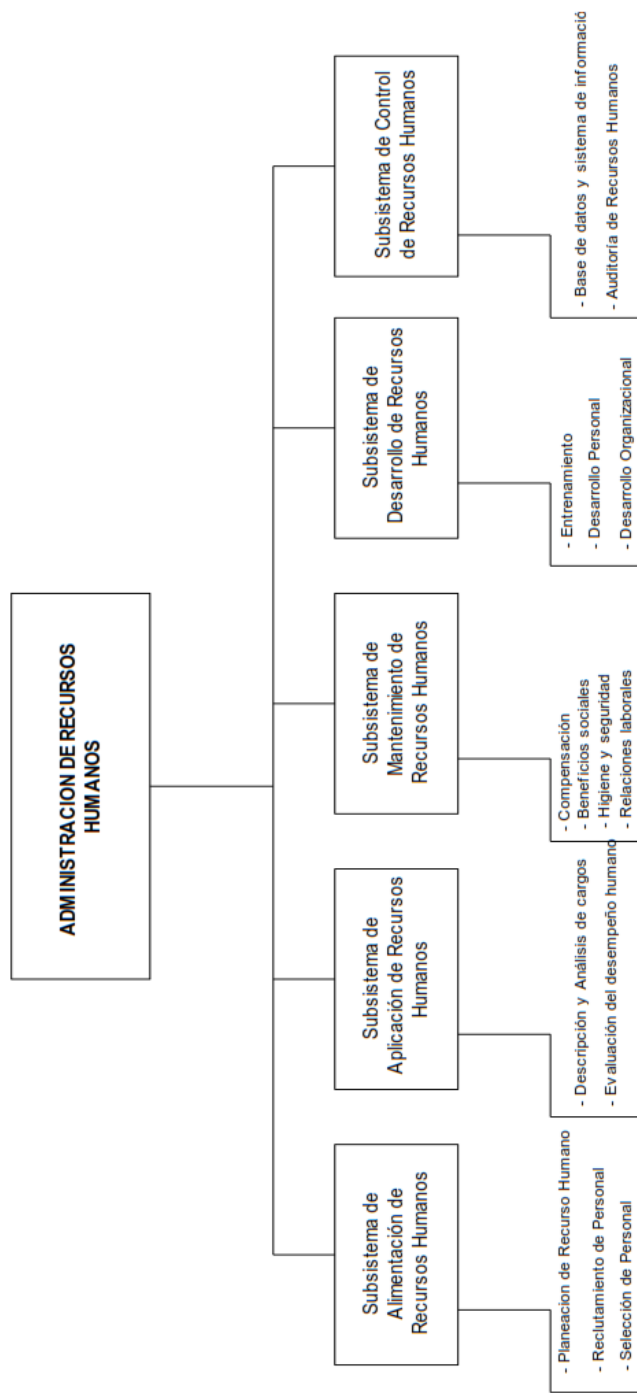 ADMINISTRACION DE RECURSOS
HUMANOS
Subsistema de
Alimentación de
Recursos Humanos
- Planeacion de Recurso Humano
- Reclutamiento de Personal
- Selección de Personal
Subsistema de
Aplicación de Recursos
Humanos
- Descripción y Análisis de cargos
- Evaluación del desempeño humano
Subsistema de
Mantenimiento de
Recursos Humanos
- Compensación
- Beneficios sociales
- Higiene y seguridad
- Relaciones laborales
Subsistema de
Desarrollo de Recursos
Humanos
- Entrenamiento
- Desarrollo Personal
- Desarrollo Organizacional
Subsistema de Control
de Recursos Humanos
- Base de datos y sistema de informació
- Auditoría de Recursos Humanos